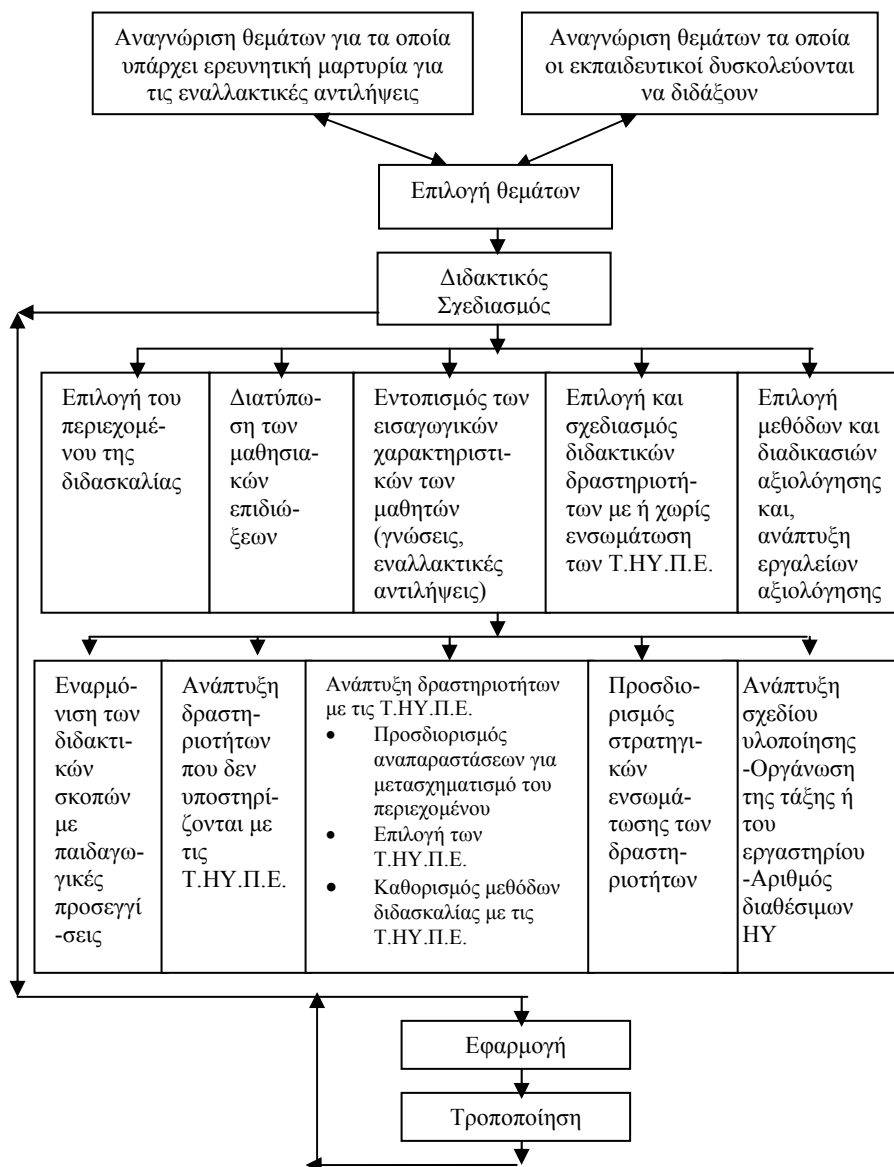 Αναγνώριση θεμάτων για τα οποία
υπάρχει ερευνητική μαρτυρία για
τις εναλλακτικές αντιλήψεις
Αναγνώριση θεμάτων τα οποία
οι εκπαιδευτικοί δυσκολεύονται
να διδάξουν
Επιλογή θεμάτων
Διδακτικός
Σχεδιασμός
Επιλογή του
περιεχομέ-
νου της
διδασκαλίας
Διατύπω-
ση των
μαθησια-
κών
επιδιώ-
ξεων
Εντοπισμός των
εισαγωγικών
χαρακτηριστι-
κών των
μαθητών
(γνώσεις,
εναλλακτικές
αντιλήψεις)
Επιλογή και
σχεδιασμός
διδακτικών
δραστηριοτή-
των με ή χωρίς
ενσωμάτωση
των Τ.ΗΥ.Π.Ε.
Επιλογή
μεθόδων και
διαδικασιών
αξιολόγησης
και,
ανάπτυξη
εργαλείων
αξιολόγησης
Εναρμό-
νιση των
διδακτι-
κών
σκοπών
με
παιδαγω-
γικές
προσεγγί
-σεις
Ανάπτυξη
δραστη-
ριοτήτων
που δεν
υποστηρί-
ζονται με
τις
Τ.ΗΥ.Π.Ε.
Ανάπτυξη δραστηριοτήτων
με τις Τ.ΗΥ.Π.Ε.
• Προσδιορισμός
αναπαραστάσεων για
μετασχηματισμό του
περιεχομένου
• Επιλογή των
Τ.ΗΥ.Π.Ε.
• Καθορισμός μεθόδων
διδασκαλίας με τις
Τ.ΗΥ.Π.Ε.
Προσδιο-
ρισμός
στρατηγι-
κών
ενσωμά-
τωσης των
δραστη-
ριοτήτων
Ανάπτυξη
σχεδίου
υλοποίησης
-Οργάνωση
της τάξης ή
του
εργαστηρίου
-Αριθμός
διαθέσιμων
ΗΥ
Εφαρμογή
Τροποποίηση